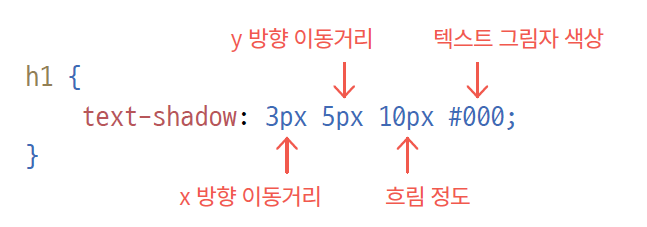 y 방향 이동거리 텍스트 그림자 색상
h1 {
text-shadow: 3px 5px 10px #000;
}
x 방향 이동거리 흐림 정도